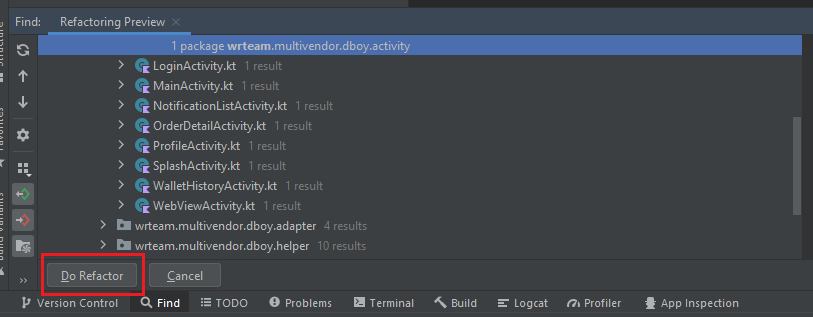 Find: Refactoring Preview
1 package wrteam.multivendor.dboy.activity
LoginActivity.kt 1 result
MainActivity.kt 1 result
NotificationListActivity.kt 1 result
OrderDetailActivity.kt 1 result
ProfileActivity.kt 1 result
SplashActivity.kt 1 result
WalletHistoryActivity.kt 1 result
WebViewActivity.kt 1 result
wrteam.multivendor.dboy.adapter 4 results
wrteam.multivendor.dboy.helper 10 results
Structure
Favorites
Build Variants
Do Refactor Cancel
Version Control Find TODO Problems Terminal Build Logcat Profiler App Inspection